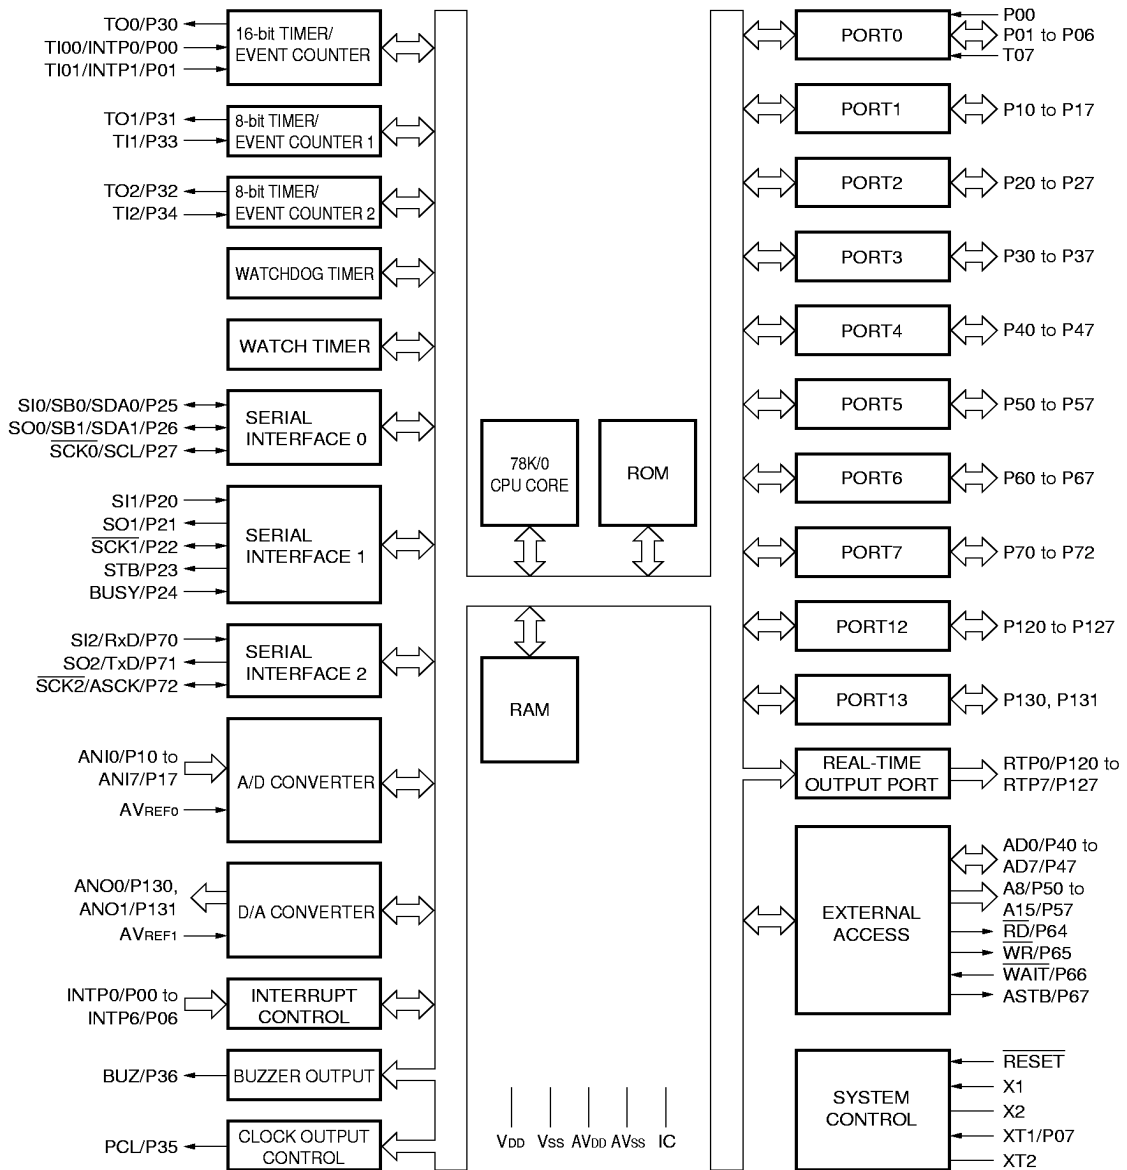 TO0/P30
TI00/INTP0/P00
TI01/INTP1/P01
16-bit TIMER/
EVENT COUNTER
TO1/P31
TI1/P33
8-bit TIMER/
EVENT COUNTER 1
TO2/P32
TI2/P34
8-bit TIMER/
EVENT COUNTER 2
WATCHDOG TIMER
WATCH TIMER
SI0/SB0/SDA0/P25
SO0/SB1/SDA1/P26
SCK0/SCL/P27
SERIAL
INTERFACE 0
SI1/P20
SO1/P21
SCK1/P22
STB/P23
BUSY/P24
SERIAL
INTERFACE 1
SI2/RxD/P70
SO2/TxD/P71
SCK2/ASCK/P72
SERIAL
INTERFACE 2
ANI0/P10 to
ANI7/P17
AVREF0
A/D CONVERTER
ANO0/P130,
ANO1/P131
AVREF1
D/A CONVERTER
INTP0/P00 to
INTP6/P06
INTERRUPT
CONTROL
BUZ/P36
BUZZER OUTPUT
PCL/P35
CLOCK OUTPUT
CONTROL
78K/0
CPU CORE
ROM
RAM
VDD
VSS
AVDD
AVSS
IC
PORT0
P00
P01 to P06
T07
PORT1
P10 to P17
PORT2
P20 to P27
PORT3
P30 to P37
PORT4
P40 to P47
PORT5
P50 to P57
PORT6
P60 to P67
PORT7
P70 to P72
PORT12
P120 to P127
PORT13
P130, P131
REAL-TIME
OUTPUT PORT
RTP0/P120 to
RTP7/P127
EXTERNAL
ACCESS
AD0/P40 to
AD7/P47
A8/P50 to
A15/P57
RD/P64
WR/P65
WAIT/P66
ASTB/P67
SYSTEM
CONTROL
RESET
X1
X2
XT1/P07
XT2